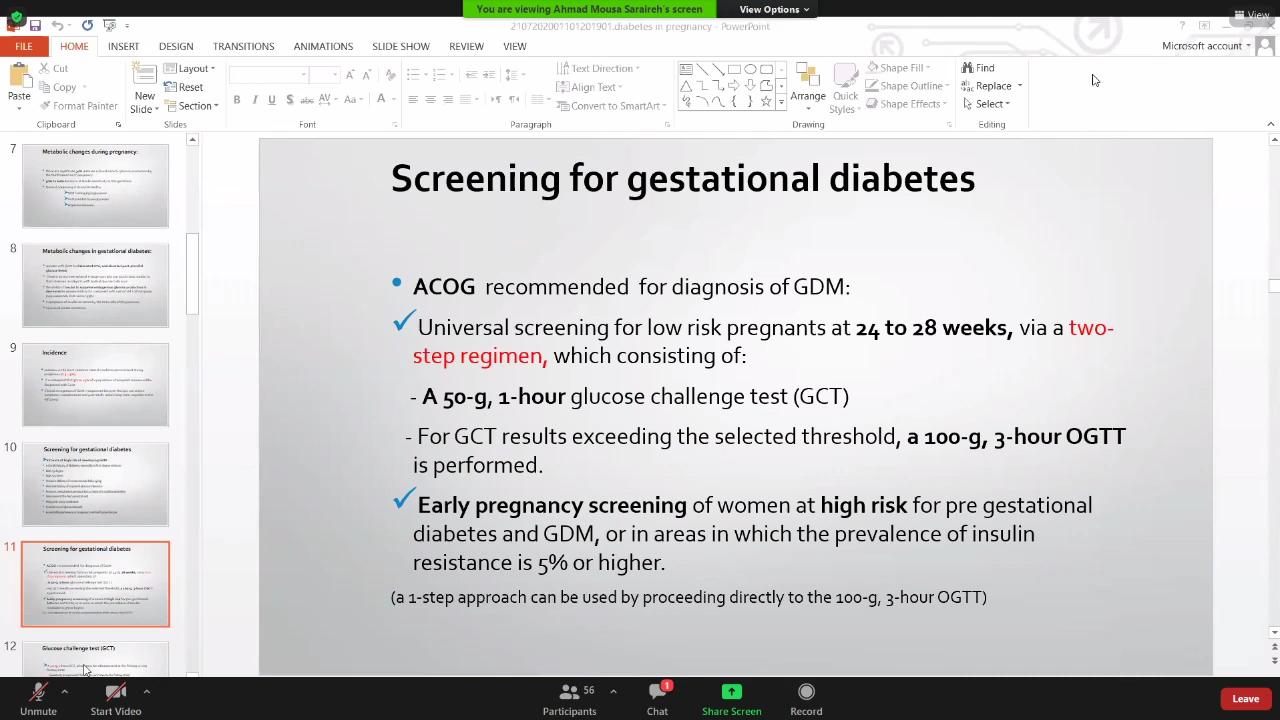 You are viewing Ahmad Mousa Saraireh's screen
View Options
View
2107202001101201901.diabetes in pregnancy - PowerPoint
FILE HOME INSERT DESIGN TRANSITIONS ANIMATIONS SLIDE SHOW REVIEW VIEW
Microsoft account
Paste
Cut
Copy
Format Painter
Clipboard
New Slide
Layout
Reset
Section
Slides
Font
Text Direction
Align Text
Convert to SmartArt
Paragraph
Arrange
Quick Styles
Shape Fill
Shape Outline
Shape Effects
Drawing
Find
Replace
Select
Editing
7
Metabolic changes during pregnancy:
8
Metabolic changes in gestational diabetes:
9
Incidence
10
Screening for gestational diabetes
11
Screening for gestational diabetes
12
Glucose challenge test (GCT)
Screening for gestational diabetes
• ACOG recommended for diagnosis of GDM:
✓Universal screening for low risk pregnants at 24 to 28 weeks, via a two-
step regimen, which consisting of:
- A 50-g, 1-hour glucose challenge test (GCT)
- For GCT results exceeding the selected threshold, a 100-g, 3-hour OGTT
is performed.
✓Early pregnancy screening of women at high risk for pre gestational
diabetes and GDM, or in areas in which the prevalence of insulin
resistance is 5% or higher.
(a 1-step approach can be used by proceeding directly to the 100-g, 3-hour OGTT)
Unmute
Start Video
56
Participants
1
Chat
Share Screen
Record
Leave